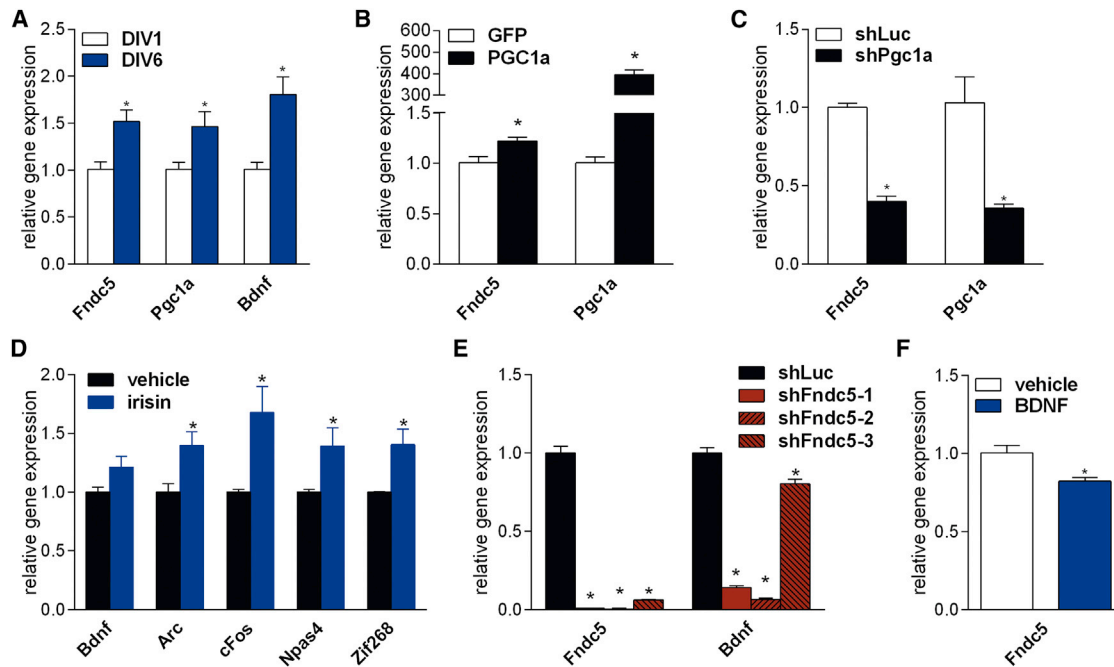 A
relative gene expression
2.5
2.0
1.5
1.0
0.5
0.0
DIV1
DIV6
*
*
*
Fndc5
Pgc1a
Bdnf
B
relative gene expression
600
500
400
300
1.5
1.0
0.5
0.0
GFP
PGC1a
*
*
Fndc5
Pgc1a
C
relative gene expression
1.5
1.0
0.5
0.0
shLuc
shPgc1a
*
*
Fndc5
Pgc1a
D
relative gene expression
2.0
1.5
1.0
0.5
0.0
vehicle
irisin
*
*
*
*
Bdnf
Arc
cFos
Npas4
Zif268
E
relative gene expression
1.5
1.0
0.5
0.0
shLuc
shFndc5-1
shFndc5-2
shFndc5-3
* * *
* * *
Fndc5
Bdnf
F
relative gene expression
1.5
1.0
0.5
0.0
vehicle
BDNF
*
Fndc5